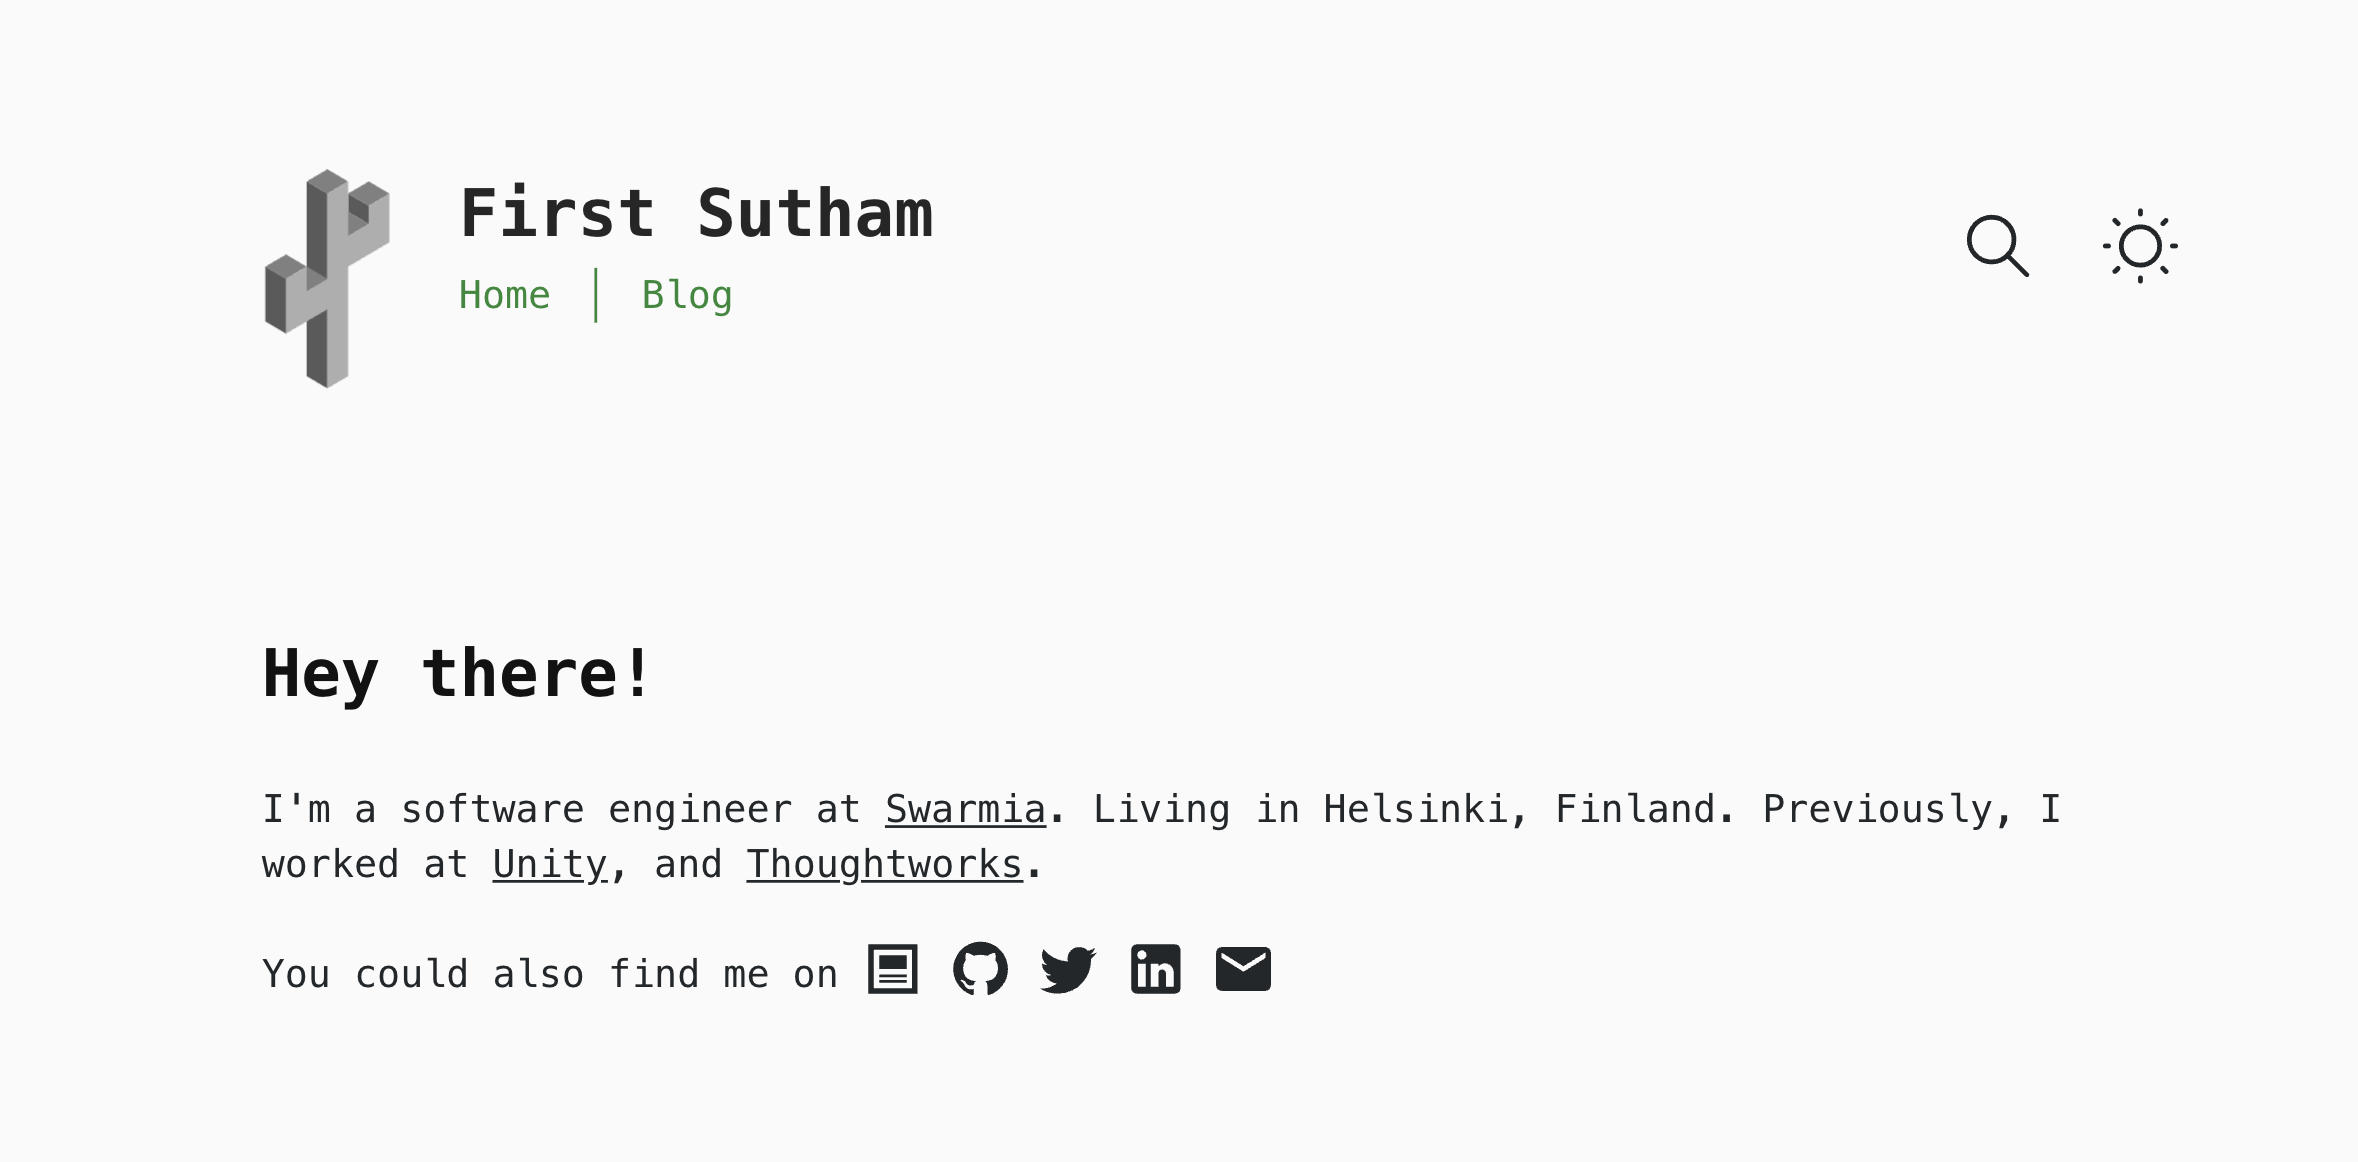 First Sutham
Home | Blog
Hey there!
I'm a software engineer at Swarmia. Living in Helsinki, Finland. Previously, I
worked at Unity, and Thoughtworks.
You could also find me on